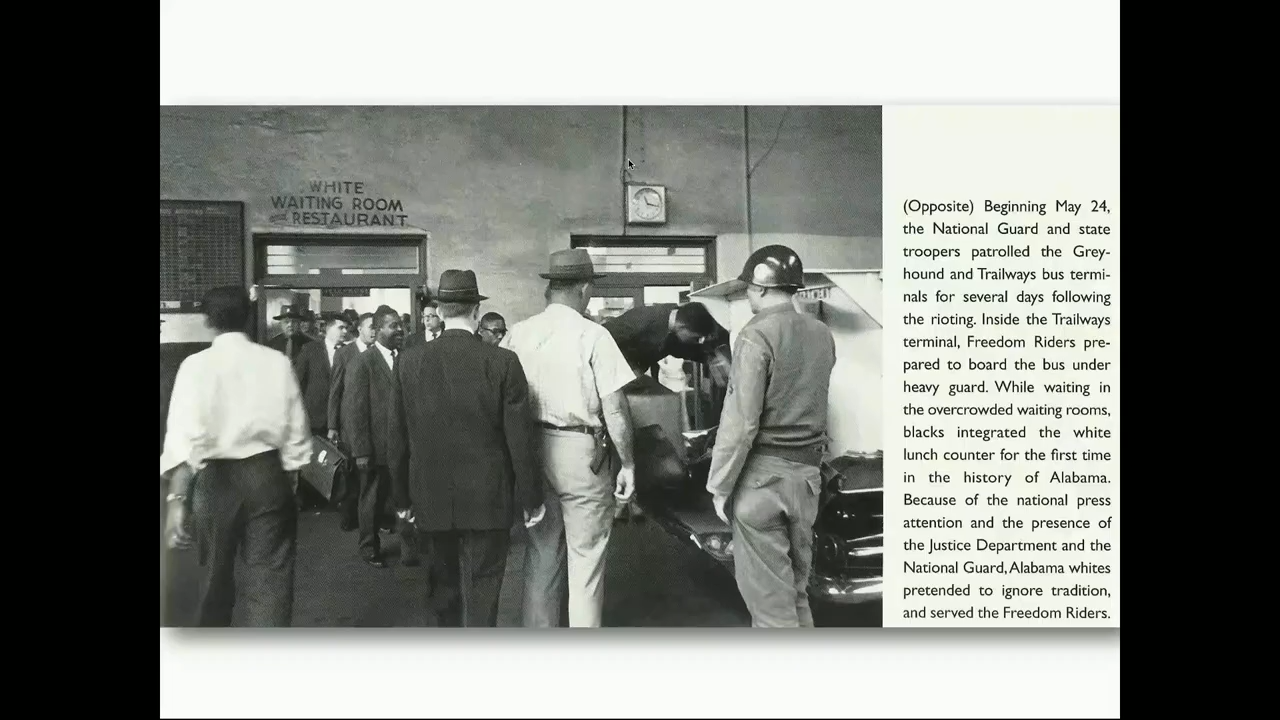 WHITE
WAITING ROOM
and RESTAURANT
(Opposite) Beginning May 24,
the National Guard and state
troopers patrolled the Grey-
hound and Trailways bus termi-
nals for several days following
the rioting. Inside the Trailways
terminal, Freedom Riders pre-
pared to board the bus under
heavy guard. While waiting in
the overcrowded waiting rooms,
blacks integrated the white
lunch counter for the first time
in the history of Alabama.
Because of the national press
attention and the presence of
the Justice Department and the
National Guard, Alabama whites
pretended to ignore tradition,
and served the Freedom Riders.